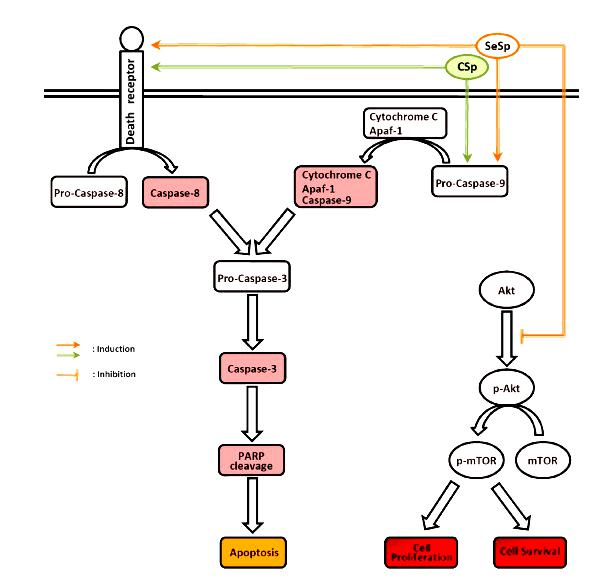 SeSp
CSp
Death receptor
Cytochrome C
Apaf-1
Pro-Caspase-8
Caspase-8
Cytochrome C
Apaf-1
Caspase-9
Pro-Caspase-9
Pro-Caspase-3
Akt
: Induction
: Inhibition
Caspase-3
p-Akt
PARP
cleavage
p-mTOR
mTOR
Apoptosis
Cell
Proliferation
Cell Survival